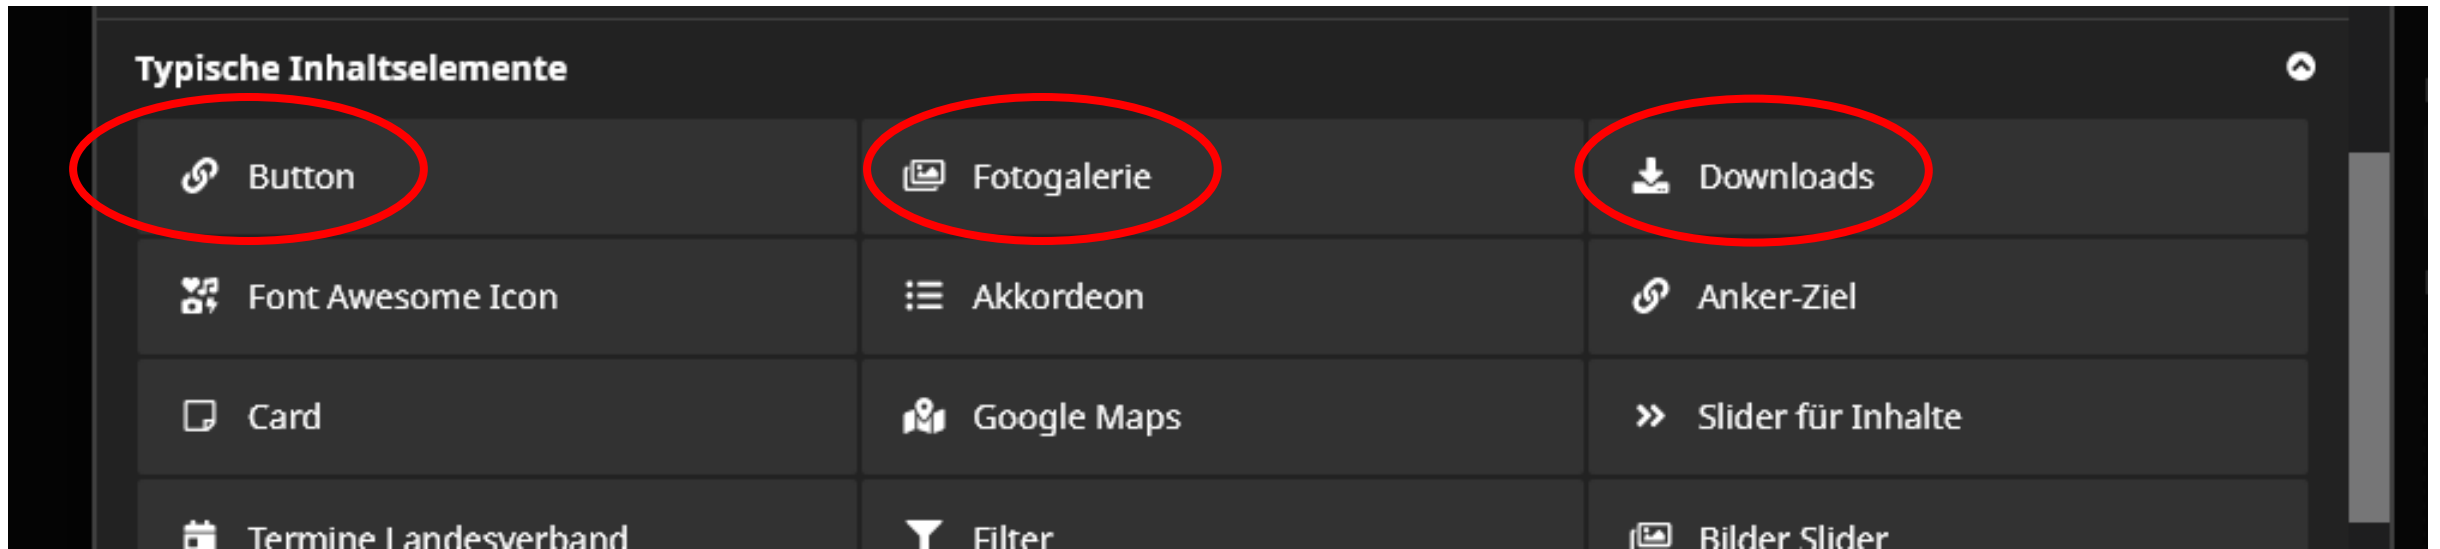 Typische Inhaltselemente
Button
Fotogalerie
Downloads
Font Awesome Icon
Akkordeon
Anker-Ziel
Card
Google Maps
Slider für Inhalte
Termine Landesverband
Filter
Bilder Slider